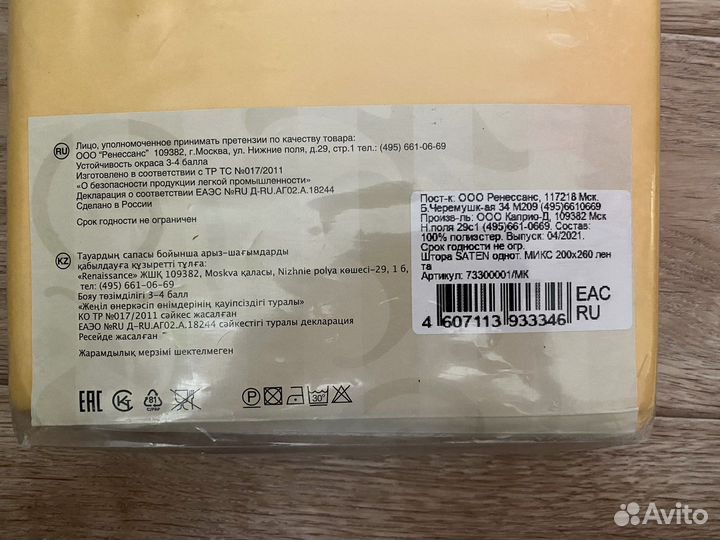 RU
Лицо, уполномоченное принимать претензии по качеству товара:
ООО "Ренессанс" 109382, г.Москва, ул. Нижние поля, д.29, стр.1 тел.: (495) 661-06-69
Устойчивость окраса 3-4 балла
Изготовлено в соответствии с ТР ТС №017/2011
«О безопасности продукции легкой промышленности»
Декларация о соответствии ЕАЭС №RU Д-RU.АГ02.А.18244
Сделано в России
Срок годности не ограничен
KZ
Тауардың сапасы бойынша арыз-шағымдарды
қабылдауға құзыретті тұлға:
«Renaissance» ЖШҚ 109382, Moskva қаласы, Nizhnie polya көшесі-29, 1 б,
тел: (495) 661-06-69
Бояу төзімділігі 3-4 балл
«Жеңіл өнеркәсіп өнімдерінің қауіпсіздігі туралы»
КО ТР №017/2011 сәйкес жасалған
ЕАЭО №RU Д-RU.АГ02.А.18244 сәйкестігі туралы декларация
Ресейде жасалған
Жарамдылық мерзімі шектелмеген
EAC
81
C/PAP
P
30°
Пост-к: ООО Ренессанс, 117218 Мск.
Б.Черемушк-ая 34 М209 (495)6610669
Произв-ль: ООО Каприо-Д, 109382 Мск
Н.поля 29с1 (495)661-0669. Состав:
100% полиэстер. Выпуск: 04/2021.
Срок годности не огр.
Штора SATEN однот. МИКС 200х260 лен
та
Артикул: 73300001/МК
4 607113 933346
EAC
RU
Avito